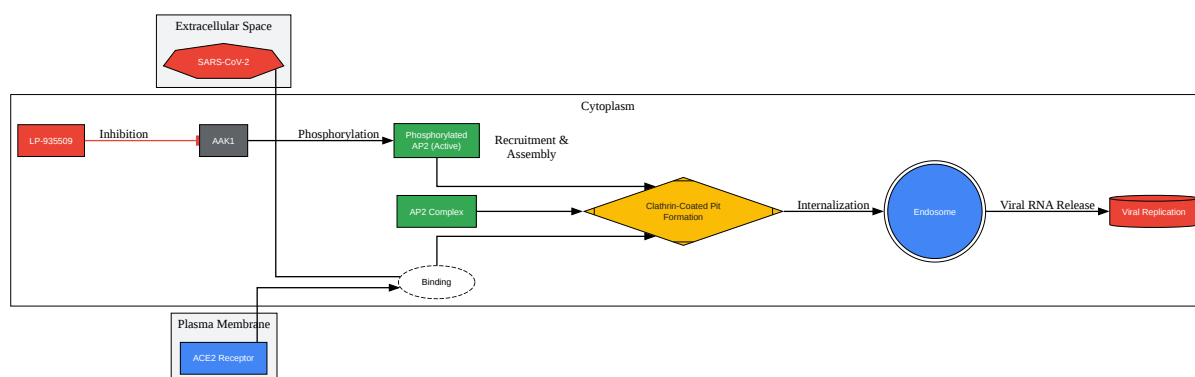 Extracellular Space
SARS-CoV-2
Cytoplasm
LP-935509
Inhibition
AAK1
Phosphorylation
Phosphorylated
AP2 (Active)
Recruitment &
Assembly
AP2 Complex
Clathrin-Coated Pit
Formation
Internalization
Endosome
Viral RNA Release
Viral Replication
Binding
Plasma Membrane
ACE2 Receptor